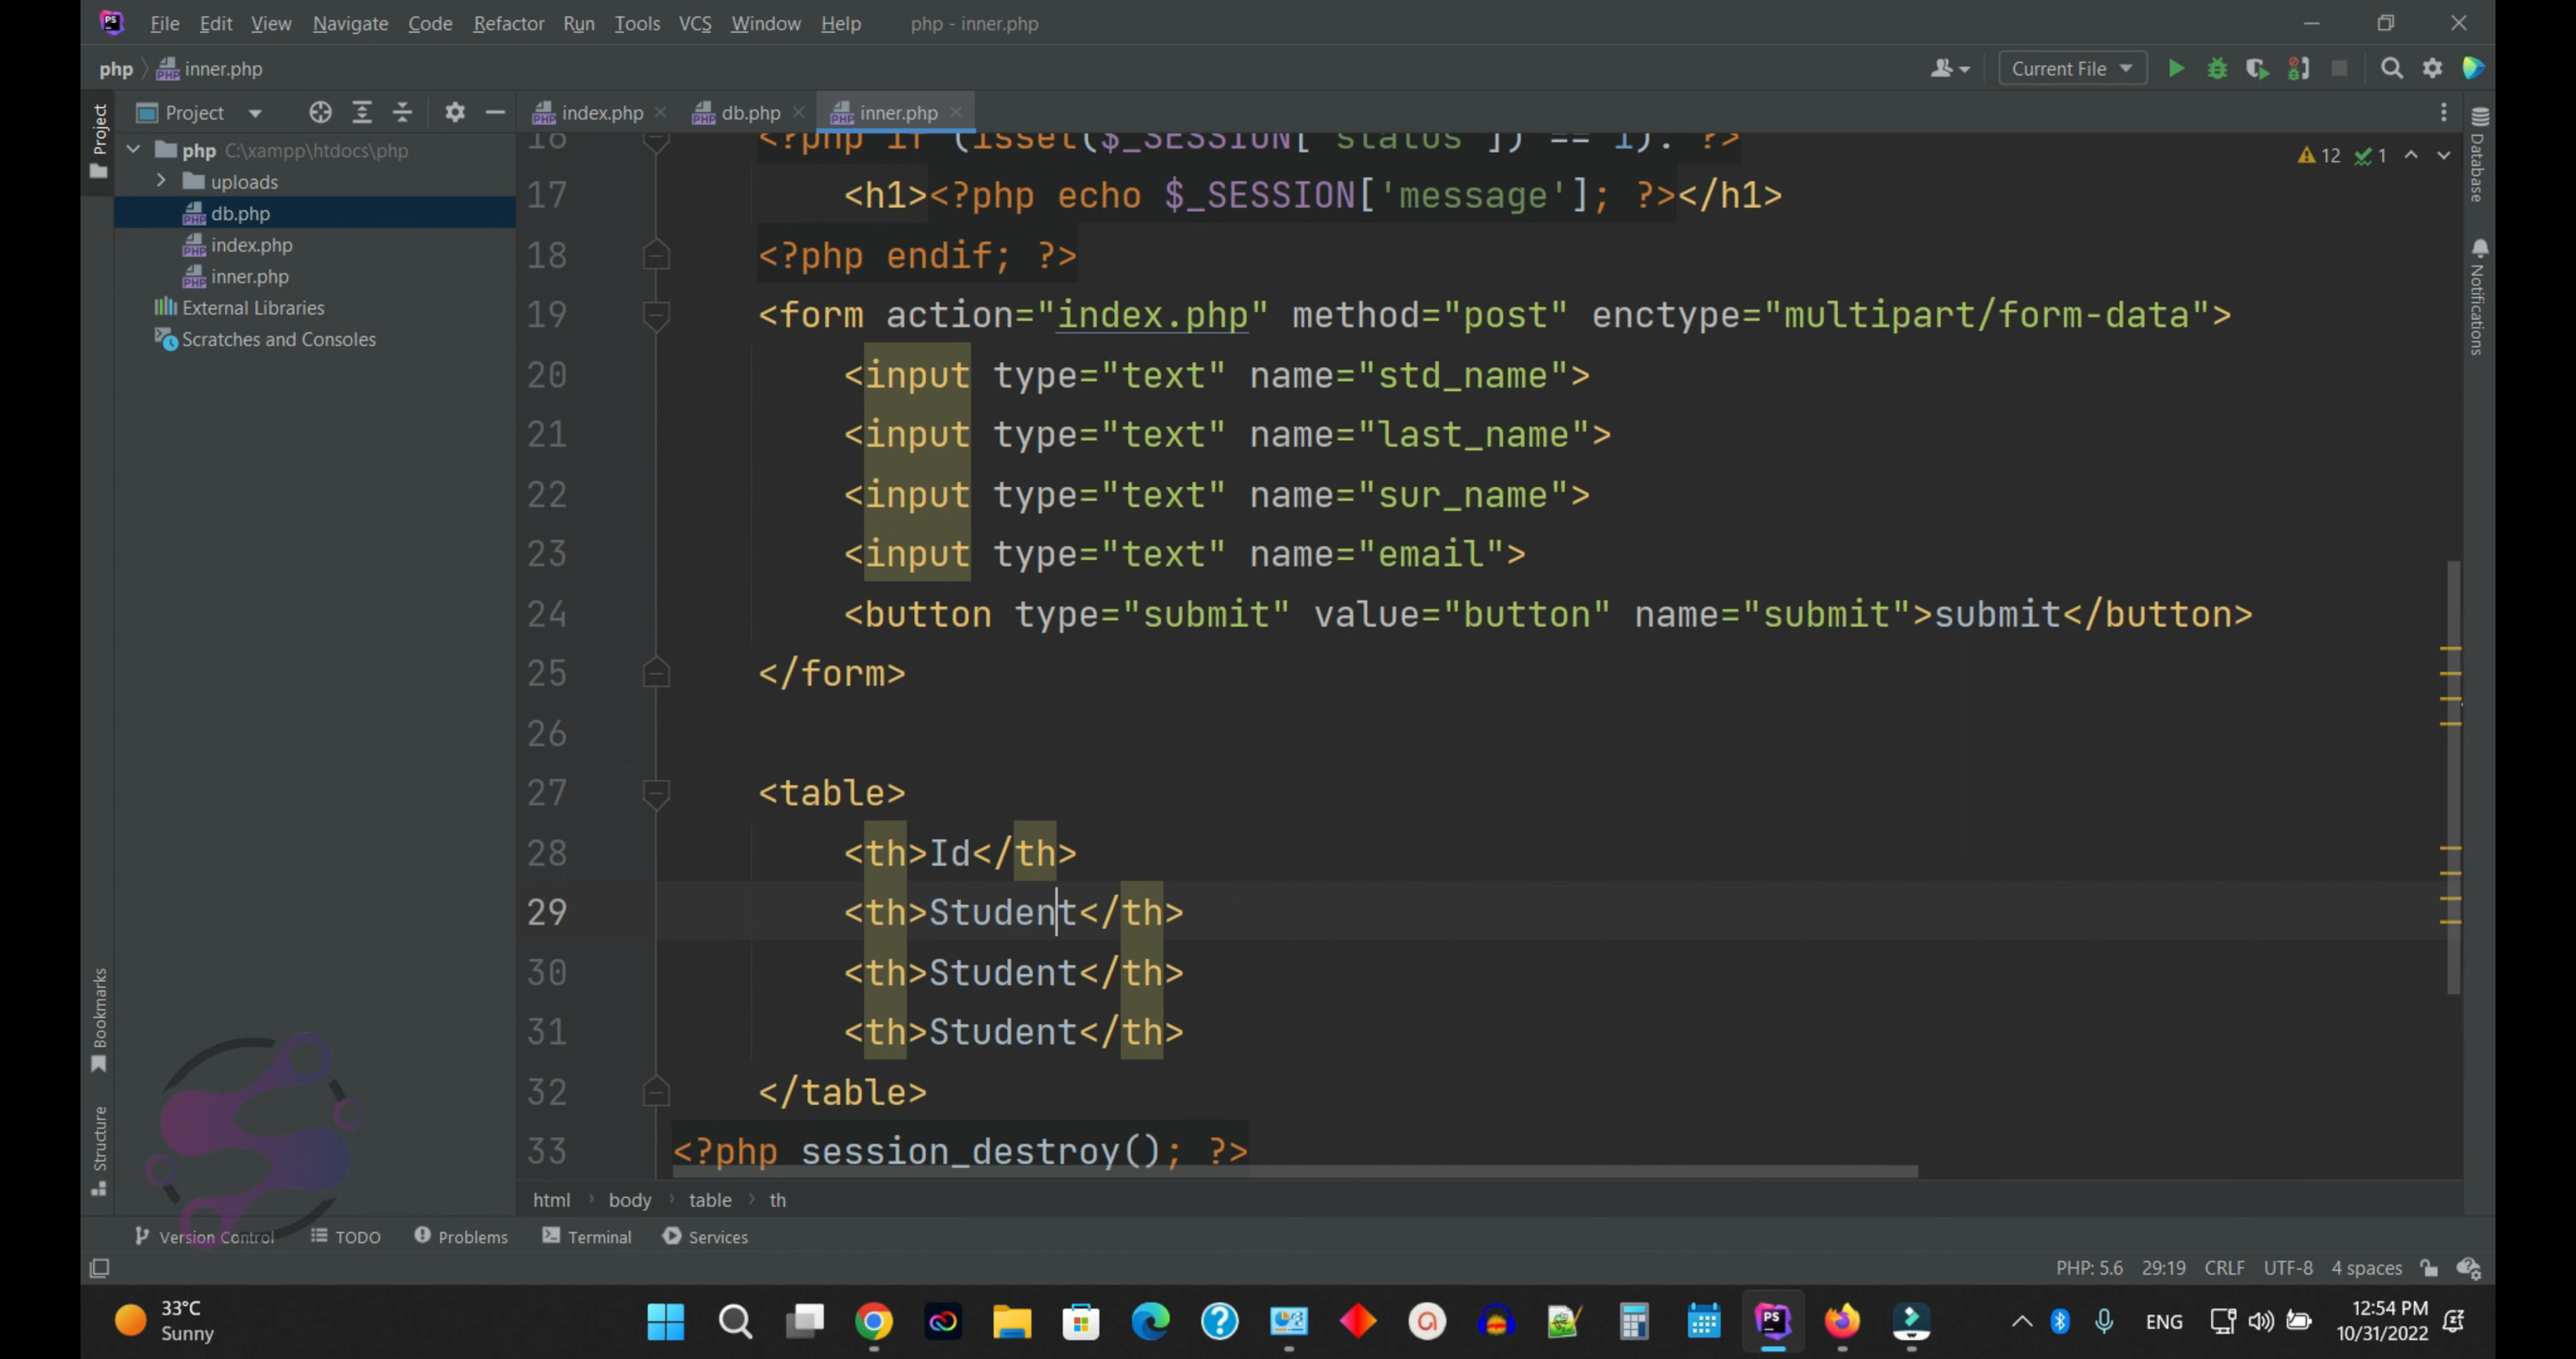 File Edit View Navigate Code Refactor Run Tools VCS Window Help php - inner.php
php inner.php Current File
Project index.php db.php inner.php
Project
php C:\xampp\htdocs\php
uploads
db.php
index.php
inner.php
External Libraries
Scratches and Consoles
12 1
Database
Notifications
16 <?php if (isset($_SESSION['status']) == 1): ?>
17 <h1><?php echo $_SESSION['message']; ?></h1>
18 <?php endif; ?>
19 <form action="index.php" method="post" enctype="multipart/form-data">
20 <input type="text" name="std_name">
21 <input type="text" name="last_name">
22 <input type="text" name="sur_name">
23 <input type="text" name="email">
24 <button type="submit" value="button" name="submit">submit</button>
25 </form>
26
27 <table>
28 <th>Id</th>
29 <th>Student</th>
30 <th>Student</th>
31 <th>Student</th>
32 </table>
33 <?php session_destroy(); ?>
Bookmarks
Structure
html body table th
Version Control TODO Problems Terminal Services
PHP: 5.6 29:19 CRLF UTF-8 4 spaces
33°C
Sunny
ENG
12:54 PM
10/31/2022